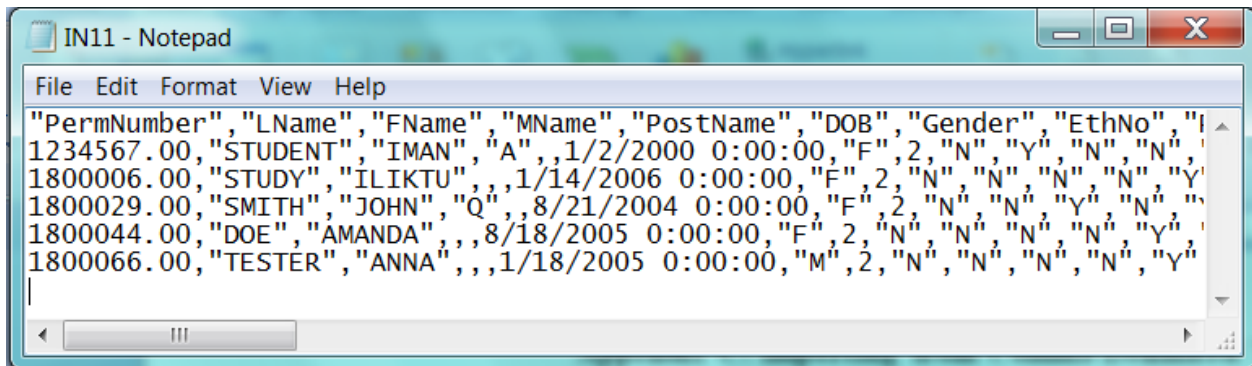 IN11 - Notepad
File Edit Format View Help
"PermNumber","LName","FName","MName","PostName","DOB","Gender","EthNo","
1234567.00,"STUDENT","IMAN","A",,1/2/2000 0:00:00,"F",2,"N","Y","N","N",
1800006.00,"STUDY","ILIKTU",,,1/14/2006 0:00:00,"F",2,"N","N","N","N","Y"
1800029.00,"SMITH","JOHN","Q",,8/21/2004 0:00:00,"F",2,"N","N","Y","N","
1800044.00,"DOE","AMANDA",,,8/18/2005 0:00:00,"F",2,"N","N","N","N","Y",
1800066.00,"TESTER","ANNA",,,1/18/2005 0:00:00,"M",2,"N","N","N","N","Y"